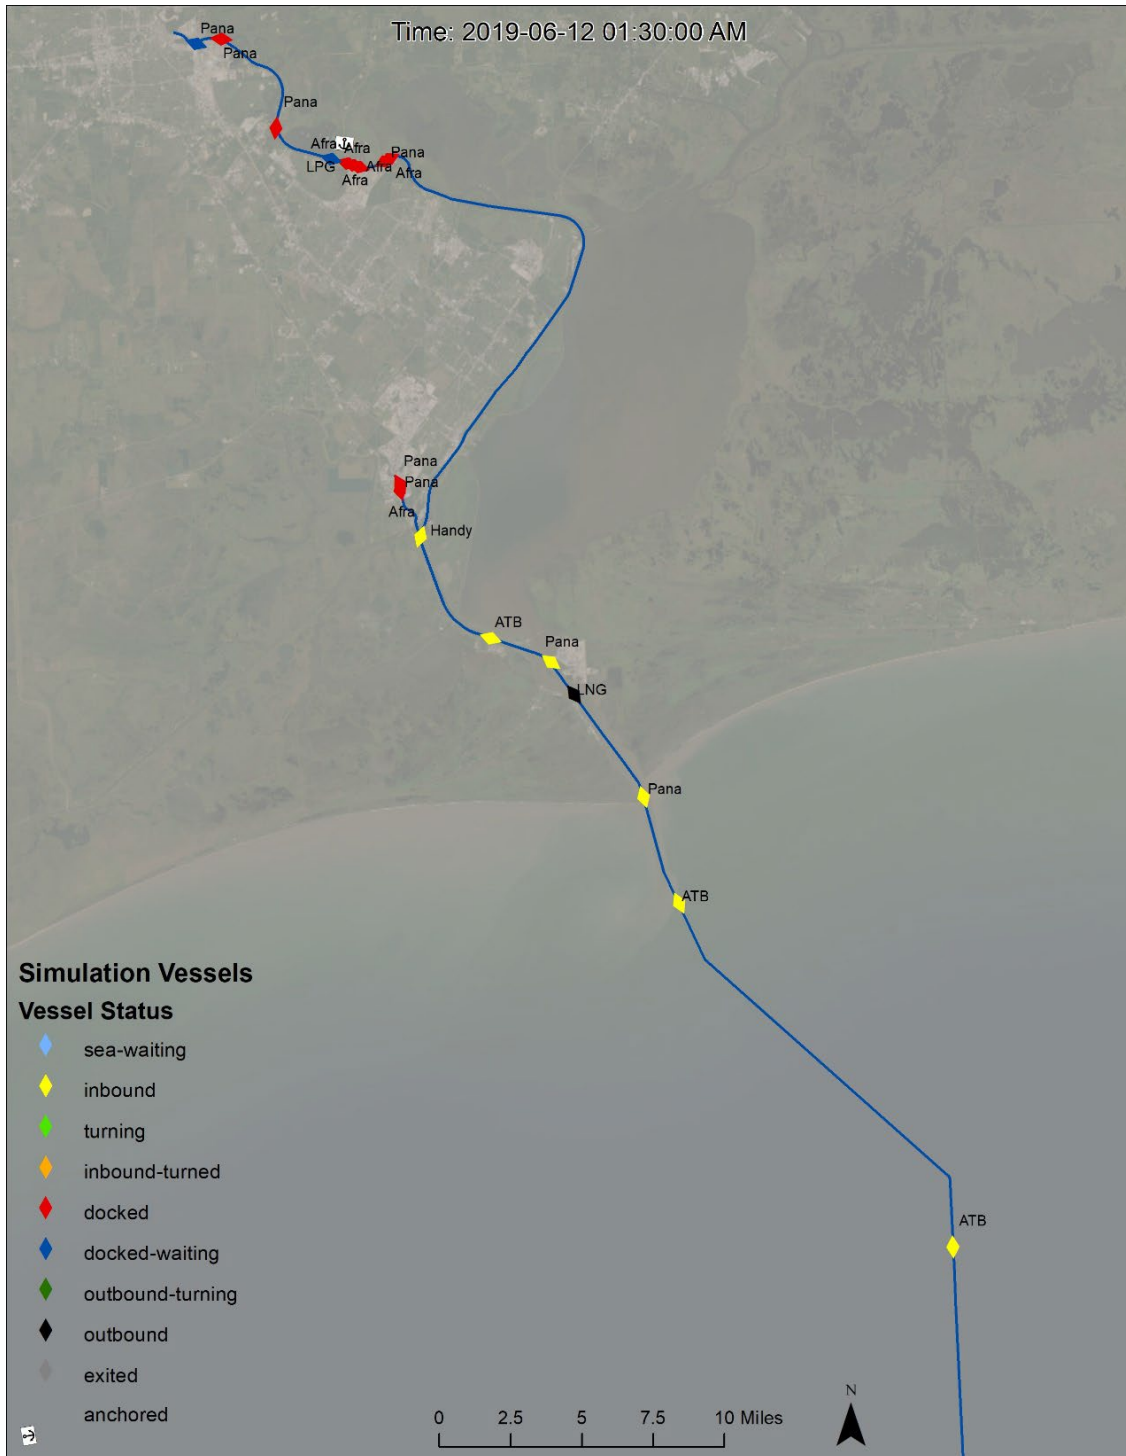 Time: 2019-06-12 01:30:00 AM
Pana
Pana
Pana
Afra
Afra
Pana
LPG
Afra
Afra
Afra
Pana
Pana
Afra
Handy
ATB
Pana
LNG
Pana
ATB
ATB
Simulation Vessels
Vessel Status
sea-waiting
inbound
turning
inbound-turned
docked
docked-waiting
outbound-turning
outbound
exited
anchored
0 2.5 5 7.5 10 Miles
N